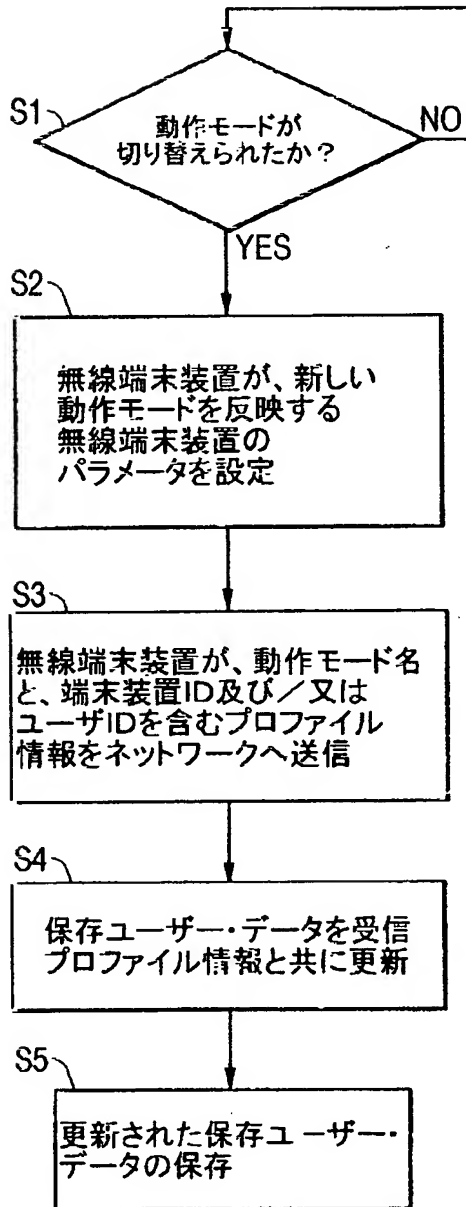 S1
動作モードが
切り替えられたか?
NO
YES
S2
無線端末装置が、新しい
動作モードを反映する
無線端末装置の
パラメータを設定
S3
無線端末装置が、動作モード名
と、端末装置ID及び/又は
ユーザIDを含むプロファイル
情報をネットワークへ送信
S4
保存ユーザー・データを受信
プロファイル情報と共に更新
S5
更新された保存ユーザー・
データの保存